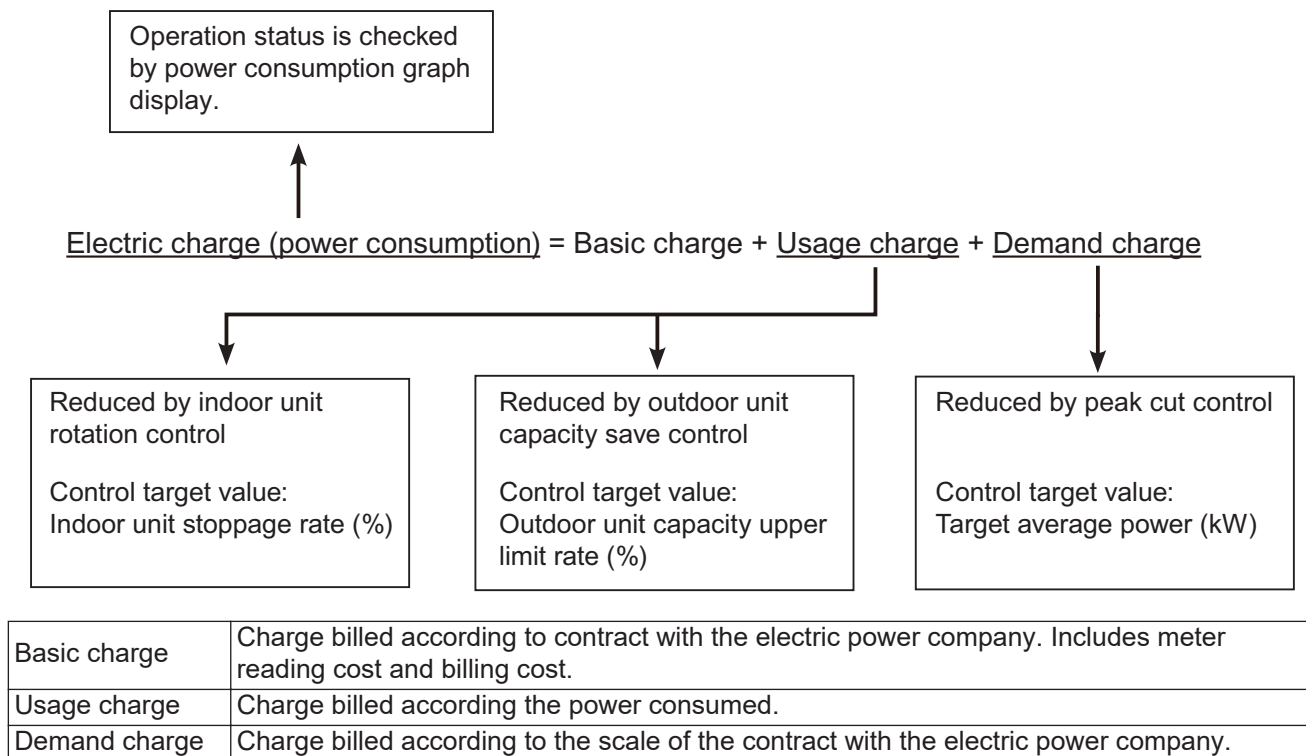 Operation status is checked
by power consumption graph
display.
Electric charge (power consumption) = Basic charge + Usage charge + Demand charge
Reduced by indoor unit
rotation control
Control target value:
Indoor unit stoppage rate (%)
Reduced by outdoor unit
capacity save control
Control target value:
Outdoor unit capacity upper
limit rate (%)
Reduced by peak cut control
Control target value:
Target average power (kW)
Basic charge
Charge billed according to contract with the electric power company. Includes meter
reading cost and billing cost.
Usage charge
Charge billed according the power consumed.
Demand charge
Charge billed according to the scale of the contract with the electric power company.